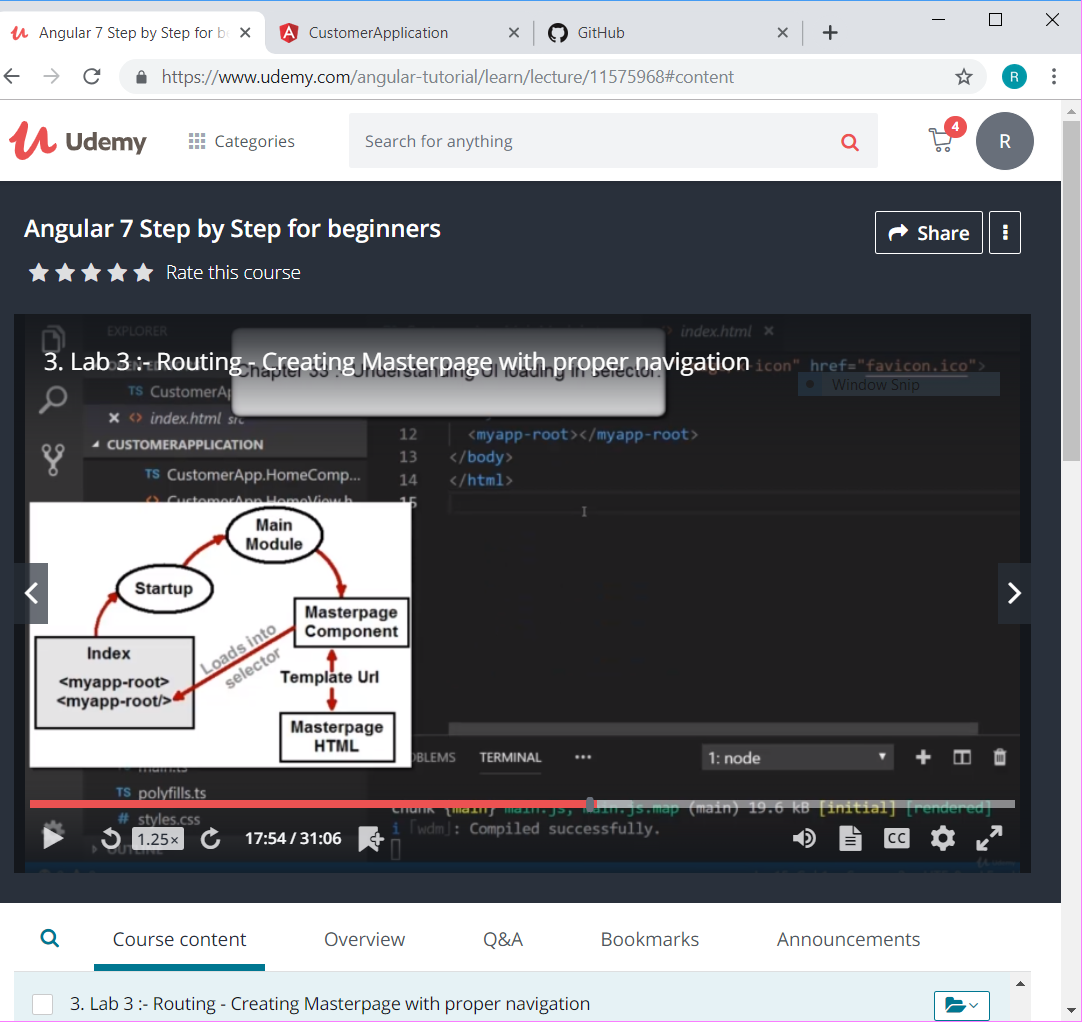 Angular 7 Step by Step for b
CustomerApplication
GitHub
https://www.udemy.com/angular-tutorial/learn/lecture/11575968#content
R
Udemy
Categories
Search for anything
4
R
Angular 7 Step by Step for beginners
Share
Rate this course
EXPLORER
index.html
3. Lab 3 :- Routing - Creating Masterpage with proper navigation
Chapter 33 :- Understanding UI loading in selector.
-icon" href="favicon.ico">
Window Snip
TS CustomerAp
index.html src
CUSTOMERAPPLICATION
TS CustomerApp.HomeComp...
CustomerApp.HomeView.h
12 <myapp-root></myapp-root>
13 </body>
14 </html>
15
Main
Module
Startup
Masterpage
Component
Index
<myapp-root>
<myapp-root/>
Loads into
selector
Template Url
Masterpage
HTML
OBLEMS
TERMINAL
1: node
main.ts
TS polyfills.ts
# styles.css
OUTLINE
chunk {main} main.js, main.js.map (main) 19.6 kB [initial] [rendered]
i ｢wdm｣: Compiled successfully.
1.25×
17:54 / 31:06
CC
Course content
Overview
Q&A
Bookmarks
Announcements
3. Lab 3 :- Routing - Creating Masterpage with proper navigation